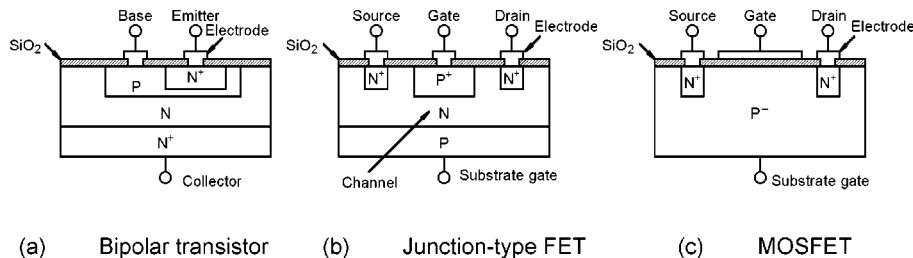 Base Emitter
Electrode
SiO2
N+
P
N
N+
Collector
(a) Bipolar transistor
Source Gate Drain
Electrode
SiO2
N+ P+ N+
N
P
Channel
Substrate gate
(b) Junction-type FET
Source Gate Drain
Electrode
SiO2
N+ N+
P−
Substrate gate
(c) MOSFET